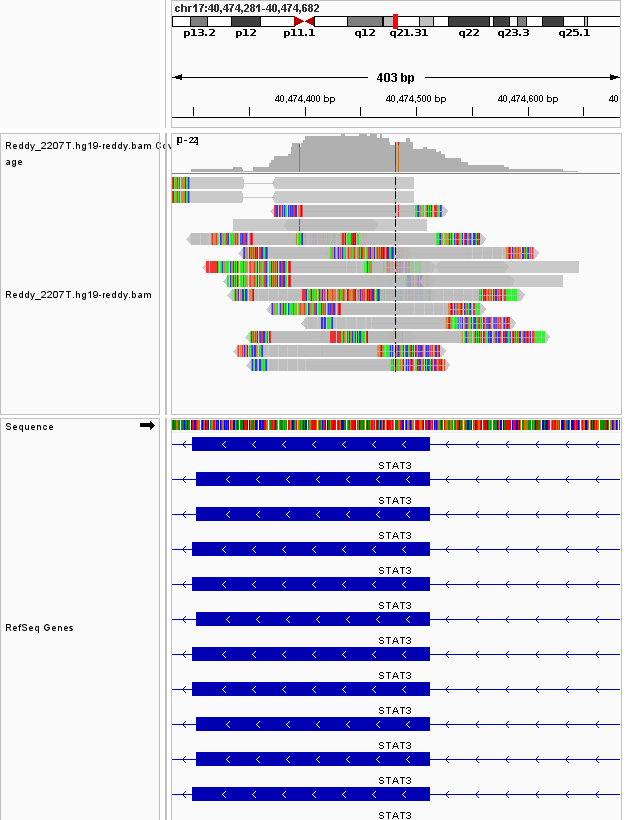 chr17:40,474,281-40,474,682
p13.2 p12 p11.1 q12 q21.31 q22 q23.3 q25.1
403 bp
40,474,400 bp 40,474,500 bp 40,474,600 bp 40
Reddy_2207T.hg19-reddy.bam Cov
age
[0-22]
Reddy_2207T.hg19-reddy.bam
Sequence
STAT3
STAT3
STAT3
STAT3
STAT3
STAT3
RefSeq Genes
STAT3
STAT3
STAT3
STAT3
STAT3